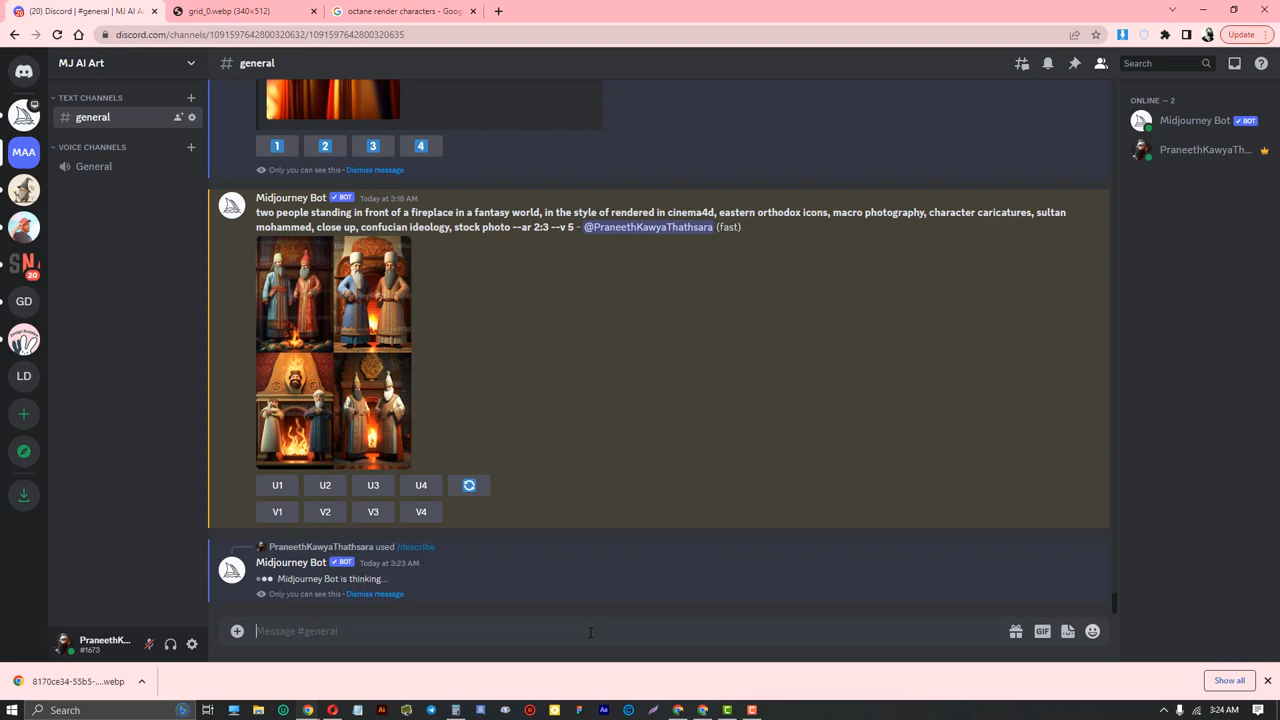 (20) Discord | #general | MJ AI Ar
grid_0.webp (340×512)
octane render characters - Goog
discord.com/channels/1091597642800320632/1091597643379400635
Update
MJ AI Art
general
Search
TEXT CHANNELS
general
VOICE CHANNELS
General
MAA
SN
20
GD
LD
1 2 3 4
Only you can see this • Dismiss message
Midjourney Bot BOT Today at 3:18 AM
two people standing in front of a fireplace in a fantasy world, in the style of rendered in cinema4d, eastern orthodox icons, macro photography, character caricatures, sultan
mohammed, close up, confucian ideology, stock photo --ar 2:3 --v 5 - @PraneethKawyaThathsara (fast)
U1 U2 U3 U4
V1 V2 V3 V4
PraneethKawyaThathsara used /describe
Midjourney Bot BOT Today at 3:23 AM
Midjourney Bot is thinking...
Only you can see this • Dismiss message
Message #general
GIF
ONLINE — 2
Midjourney Bot BOT
PraneethKawyaTh...
PraneethK...
#1673
8170ce34-55b5-....webp
Show all
Search
3:24 AM